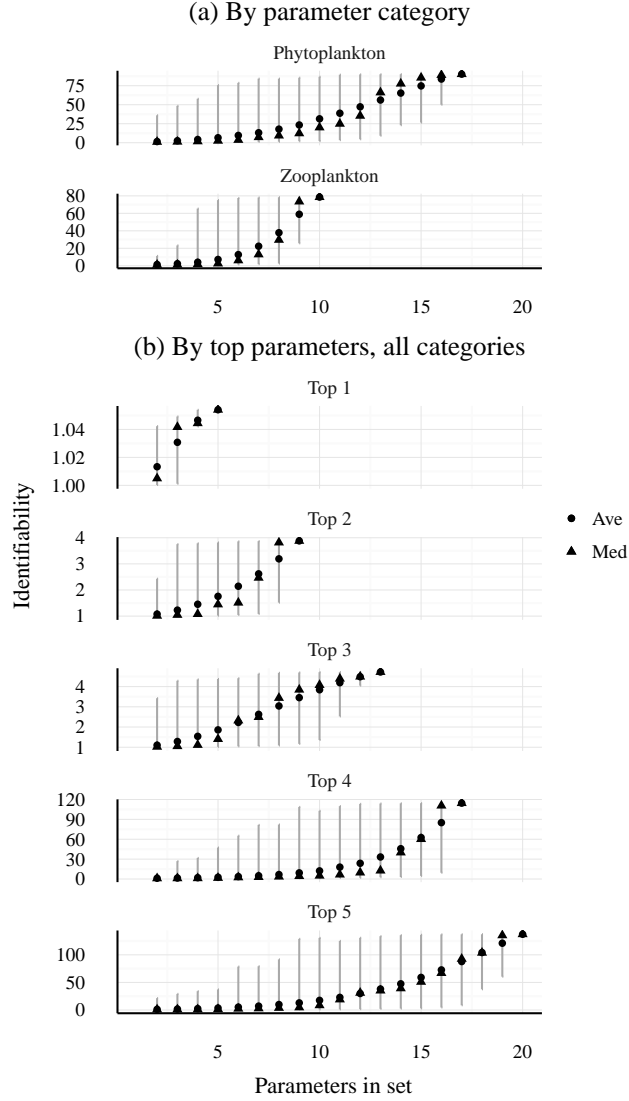 (a) By parameter category
Phytoplankton
75
50
25
0
Zooplankton
80
60
40
20
0
5 10 15 20
(b) By top parameters, all categories
Top 1
1.04
1.02
1.00
Top 2
4
3
2
1
Top 3
4
3
2
1
Top 4
120
90
60
30
0
Top 5
100
50
0
5 10 15 20
Parameters in set
Identifiability
Ave
Med